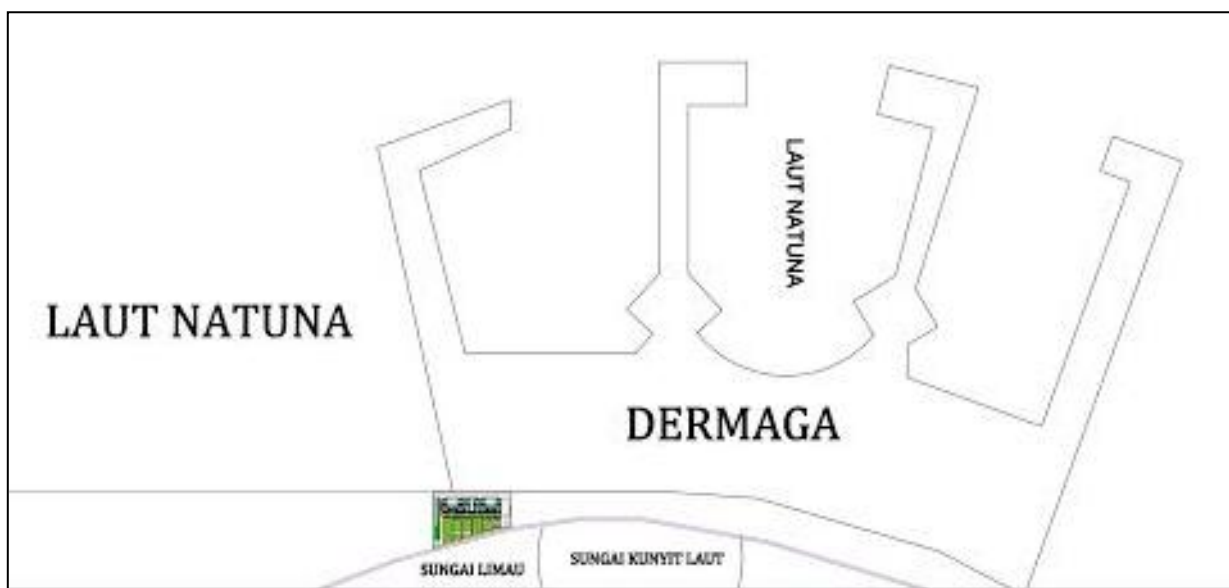 LAUT NATUNA
LAUT NATUNA
DERMAGA
SUNGAI LIMAU
SUNGAI KUNYIT LAUT